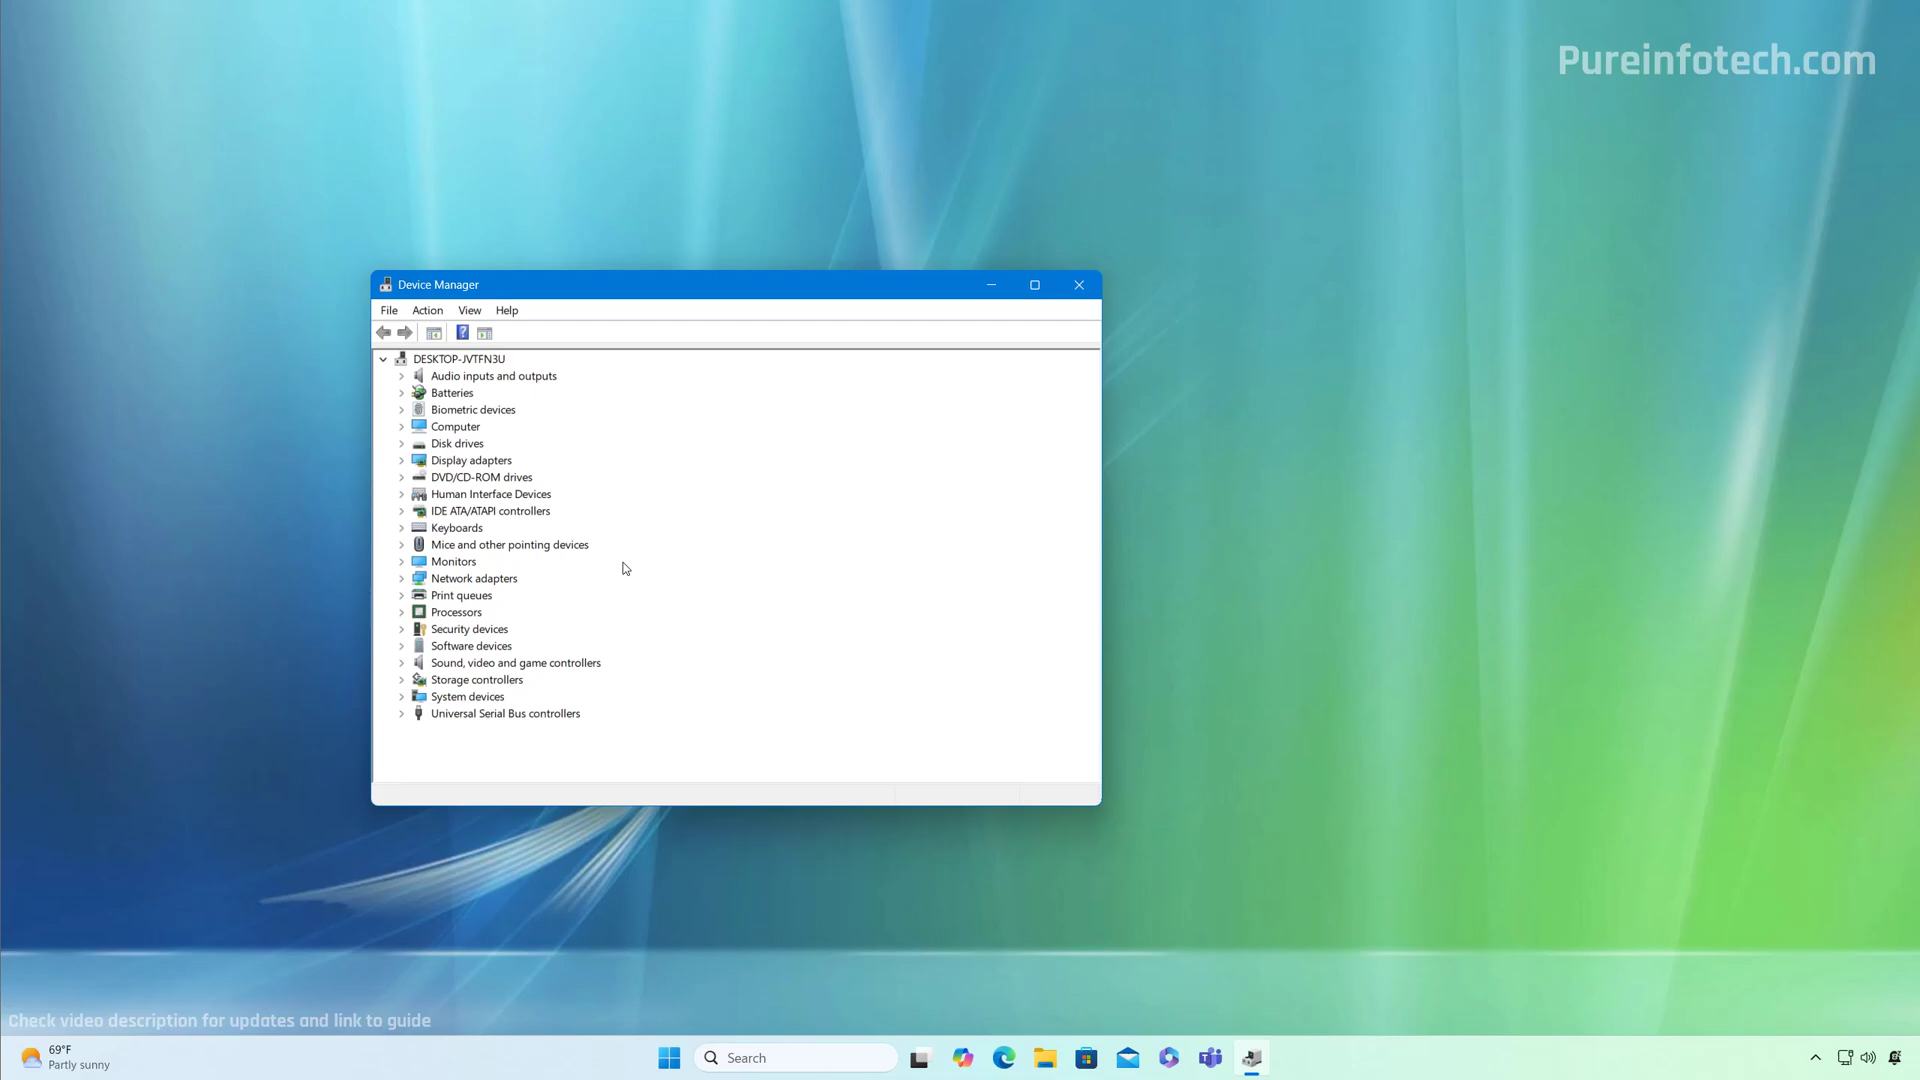 Pureinfotech.com
Device Manager
File Action View Help
DESKTOP-JVTFN3U
Audio inputs and outputs
Batteries
Biometric devices
Computer
Disk drives
Display adapters
DVD/CD-ROM drives
Human Interface Devices
IDE ATA/ATAPI controllers
Keyboards
Mice and other pointing devices
Monitors
Network adapters
Print queues
Processors
Security devices
Software devices
Sound, video and game controllers
Storage controllers
System devices
Universal Serial Bus controllers
Check video description for updates and link to guide
69°F
Partly sunny
Search